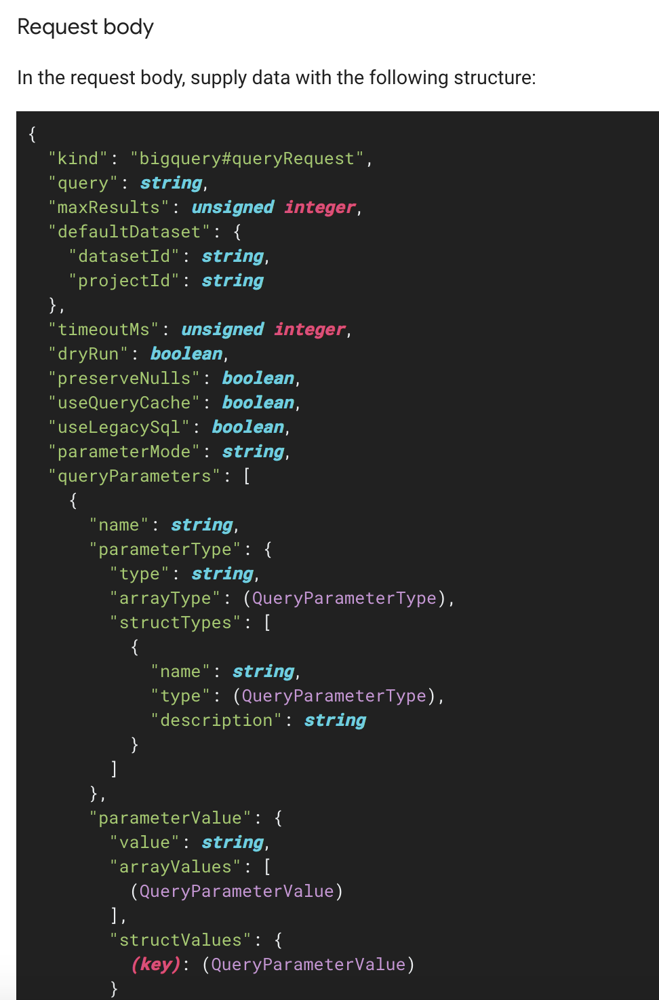 Request body
In the request body, supply data with the following structure:
{
"kind": "bigquery#queryRequest",
"query": string,
"maxResults": unsigned integer,
"defaultDataset": {
"datasetId": string,
"projectId": string
},
"timeoutMs": unsigned integer,
"dryRun": boolean,
"preserveNulls": boolean,
"useQueryCache": boolean,
"useLegacySql": boolean,
"parameterMode": string,
"queryParameters": [
{
"name": string,
"parameterType": {
"type": string,
"arrayType": (QueryParameterType),
"structTypes": [
{
"name": string,
"type": (QueryParameterType),
"description": string
}
]
},
"parameterValue": {
"value": string,
"arrayValues": [
(QueryParameterValue)
],
"structValues": {
(key): (QueryParameterValue)
}